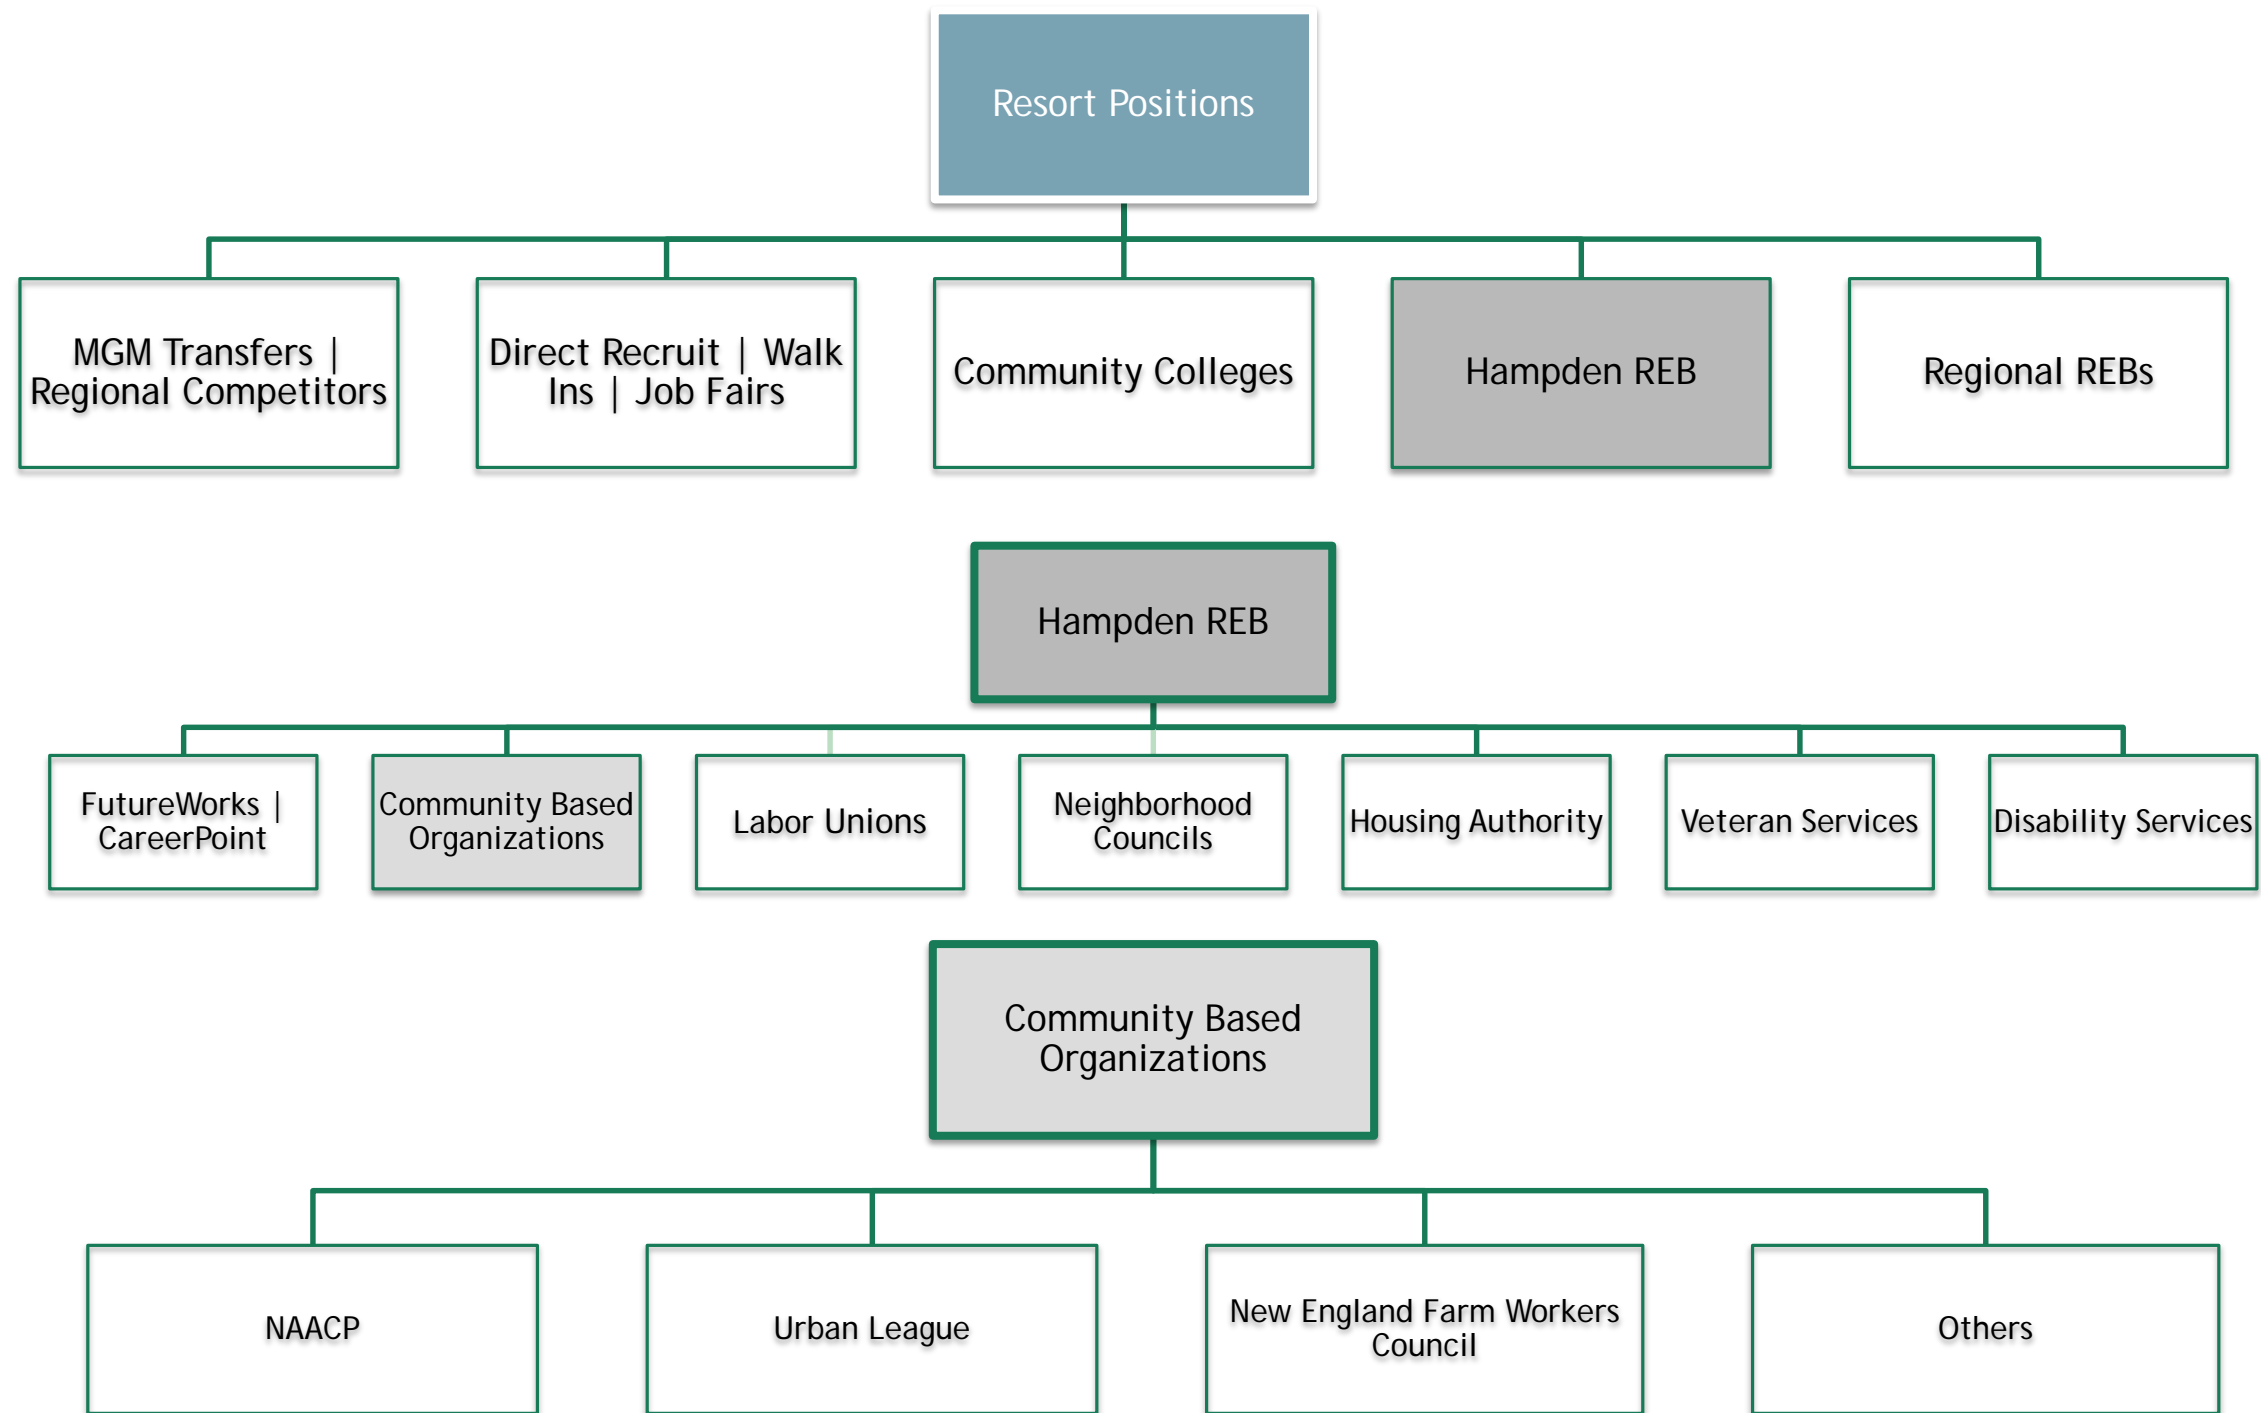 Resort Positions
MGM Transfers |
Regional Competitors
Direct Recruit | Walk
Ins | Job Fairs
Community Colleges
Hampden REB
Regional REBs
Hampden REB
FutureWorks |
CareerPoint
Community Based
Organizations
Labor Unions
Neighborhood
Councils
Housing Authority
Veteran Services
Disability Services
Community Based
Organizations
NAACP
Urban League
New England Farm Workers
Council
Others